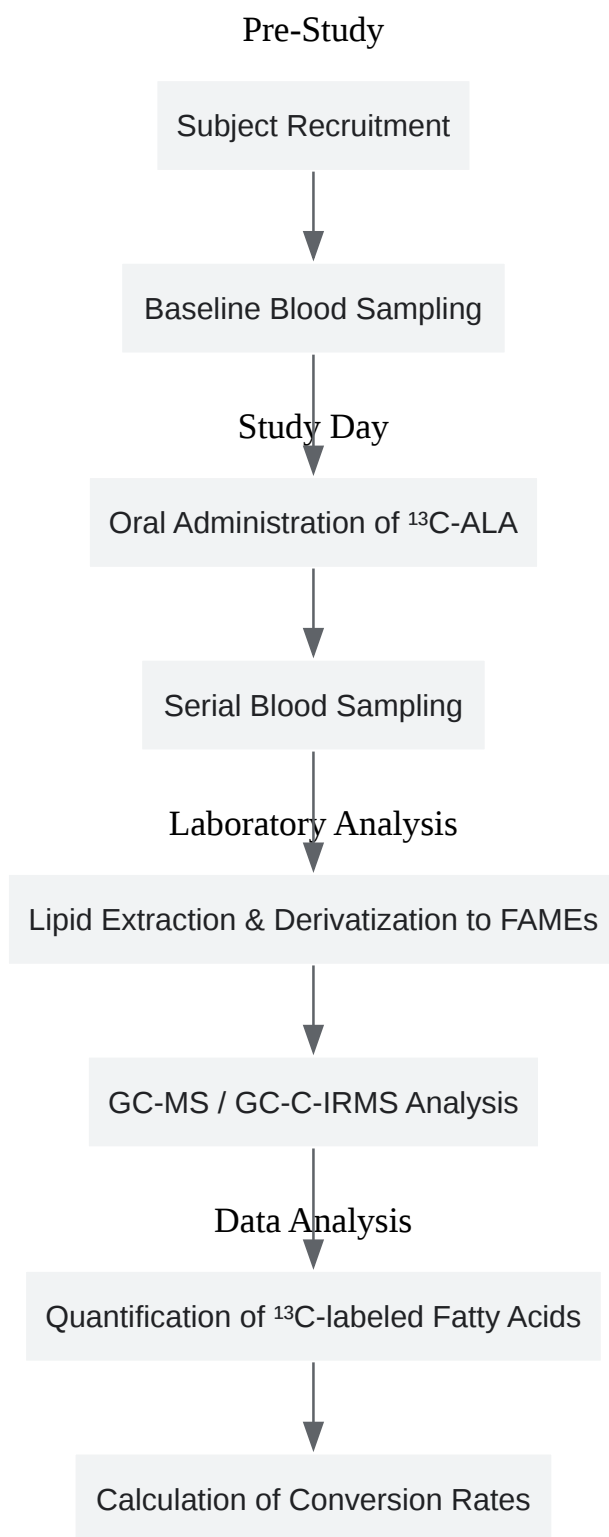 Pre-Study
Subject Recruitment
Baseline Blood Sampling
Study Day
Oral Administration of ¹³C-ALA
Serial Blood Sampling
Laboratory Analysis
Lipid Extraction & Derivatization to FAMEs
GC-MS / GC-C-IRMS Analysis
Data Analysis
Quantification of ¹³C-labeled Fatty Acids
Calculation of Conversion Rates